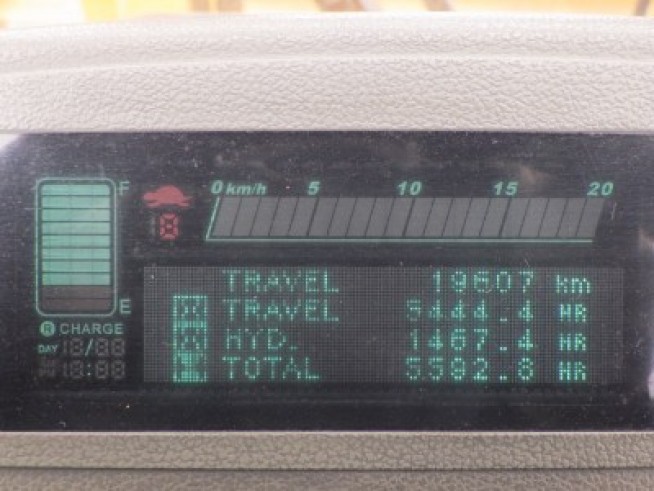 F
0 km/h 5 10 15 20
E
CHARGE
DAY
TRAVEL 19607 km
TRAVEL 5444.4 HR
HYD. 1467.4 HR
TOTAL 5592.8 HR